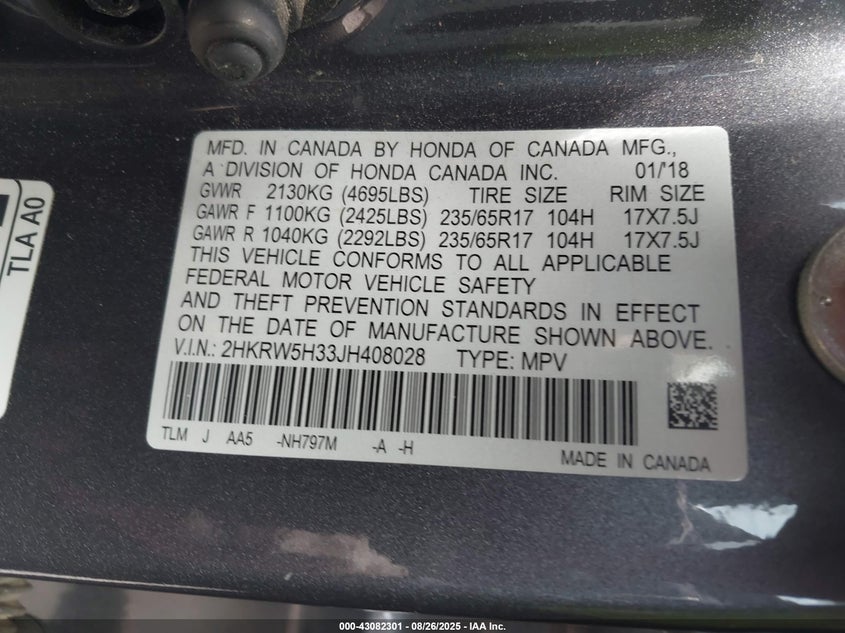 MFD. IN CANADA BY HONDA OF CANADA MFG.,
A DIVISION OF HONDA CANADA INC. 01/'18
GVWR 2130KG (4695LBS) TIRE SIZE RIM SIZE
GAWR F 1100KG (2425LBS) 235/65R17 104H 17X7.5J
GAWR R 1040KG (2292LBS) 235/65R17 104H 17X7.5J
THIS VEHICLE CONFORMS TO ALL APPLICABLE
FEDERAL MOTOR VEHICLE SAFETY
AND THEFT PREVENTION STANDARDS IN EFFECT
ON THE DATE OF MANUFACTURE SHOWN ABOVE.
V.I.N.: 2HKRW5H33JH408028 TYPE: MPV
TLM J AA5 -NH797M -A -H
MADE IN CANADA
TLA A0
000-43082301 - 08/26/2025 - IAA Inc.